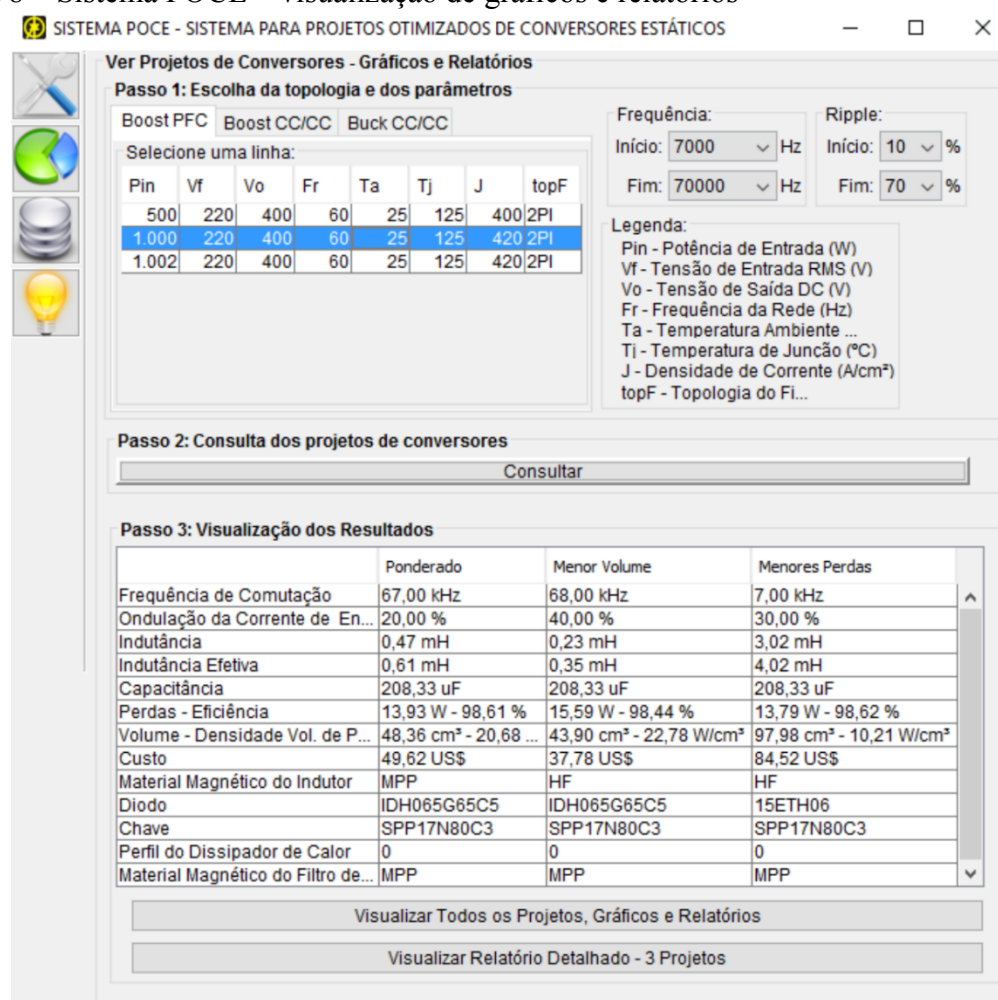 Sistema POCE – Visualização de gráficos e relatórios
SISTEMA POCE - SISTEMA PARA PROJETOS OTIMIZADOS DE CONVERSORES ESTÁTICOS
Ver Projetos de Conversores - Gráficos e Relatórios
Passo 1: Escolha da topologia e dos parâmetros
Boost PFC Boost CC/CC Buck CC/CC
Selecione uma linha:
Pin Vf Vo Fr Ta Tj J topF
500 220 400 60 25 125 400 2PI
1.000 220 400 60 25 125 420 2PI
1.002 220 400 60 25 125 420 2PI
Frequência:
Início: 7000 Hz
Fim: 70000 Hz
Ripple:
Início: 10 %
Fim: 70 %
Legenda:
Pin - Potência de Entrada (W)
Vf - Tensão de Entrada RMS (V)
Vo - Tensão de Saída DC (V)
Fr - Frequência da Rede (Hz)
Ta - Temperatura Ambiente ...
Tj - Temperatura de Junção (ºC)
J - Densidade de Corrente (A/cm²)
topF - Topologia do Fi...
Passo 2: Consulta dos projetos de conversores
Consultar
Passo 3: Visualização dos Resultados
Ponderado Menor Volume Menores Perdas
Frequência de Comutação 67,00 kHz 68,00 kHz 7,00 kHz
Ondulação da Corrente de En... 20,00 % 40,00 % 30,00 %
Indutância 0,47 mH 0,23 mH 3,02 mH
Indutância Efetiva 0,61 mH 0,35 mH 4,02 mH
Capacitância 208,33 uF 208,33 uF 208,33 uF
Perdas - Eficiência 13,93 W - 98,61 % 15,59 W - 98,44 % 13,79 W - 98,62 %
Volume - Densidade Vol. de P... 48,36 cm³ - 20,68 ... 43,90 cm³ - 22,78 W/cm³ 97,98 cm³ - 10,21 W/cm³
Custo 49,62 US$ 37,78 US$ 84,52 US$
Material Magnético do Indutor MPP HF HF
Diodo IDH065G65C5 IDH065G65C5 15ETH06
Chave SPP17N80C3 SPP17N80C3 SPP17N80C3
Perfil do Dissipador de Calor 0 0 0
Material Magnético do Filtro de... MPP MPP MPP
Visualizar Todos os Projetos, Gráficos e Relatórios
Visualizar Relatório Detalhado - 3 Projetos